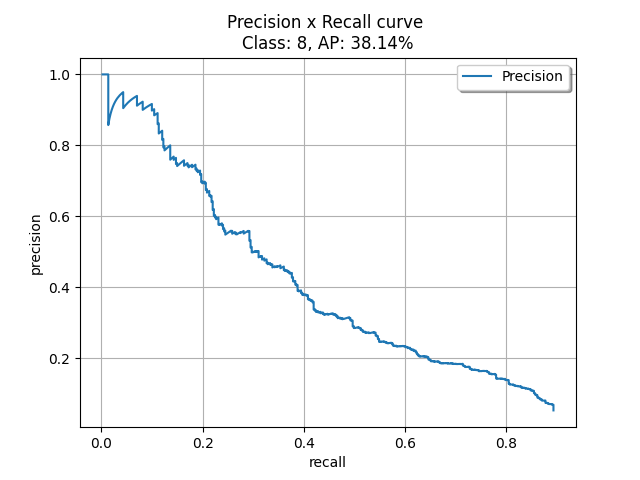 Precision x Recall curve
Class: 8, AP: 38.14%
Precision
1.0
0.8
0.6
0.4
0.2
precision
0.0 0.2 0.4 0.6 0.8
recall